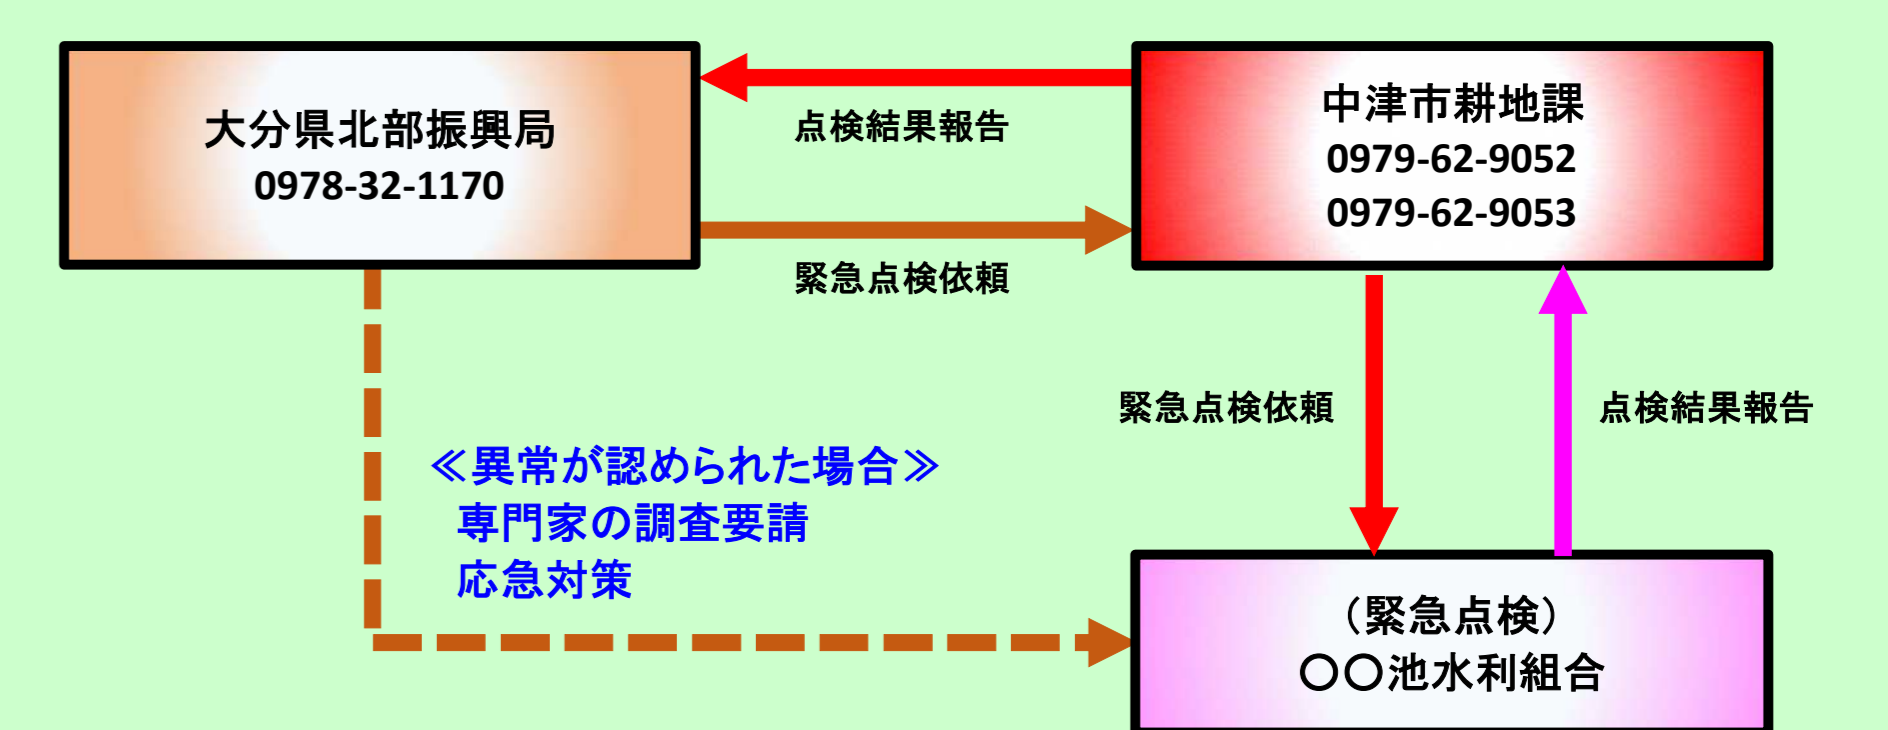 大分県北部振興局
0978-32-1170
点検結果報告
緊急点検依頼
中津市耕地課
0979-62-9052
0979-62-9053
緊急点検依頼
点検結果報告
≪異常が認められた場合≫
専門家の調査要請
応急対策
（緊急点検）
〇〇池水利組合